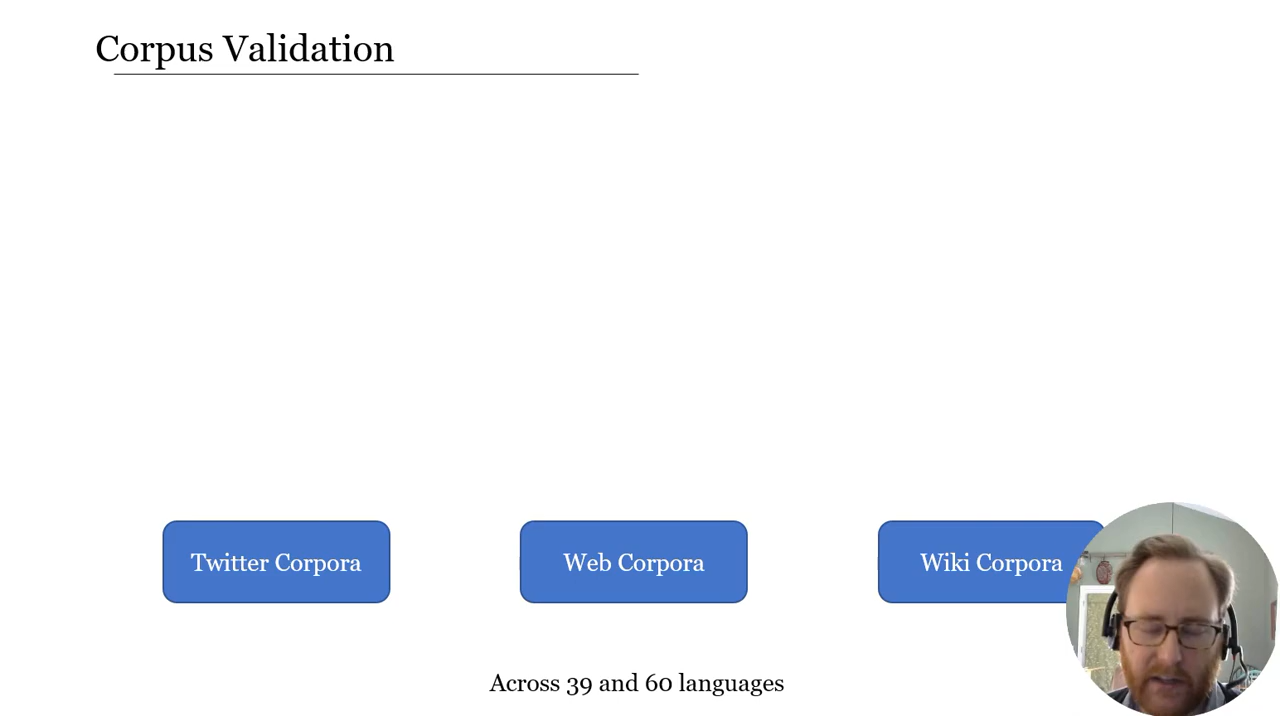 Corpus Validation
Twitter Corpora
Web Corpora
Wiki Corpora
Across 39 and 60 languages